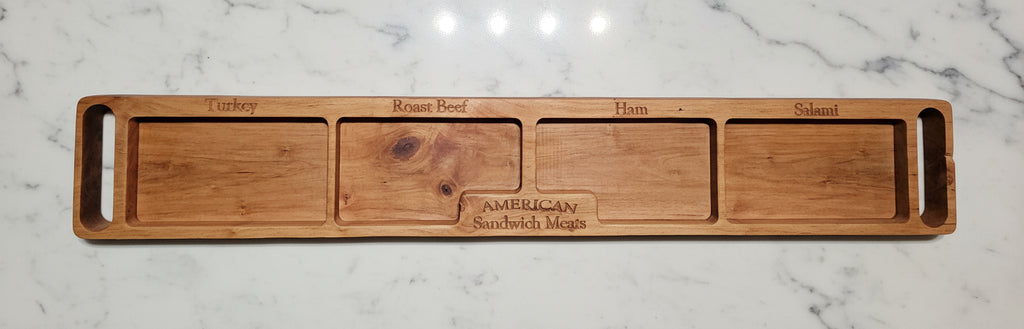 Turkey
Roast Beef
Ham
Salami
AMERICAN
Sandwich Meats